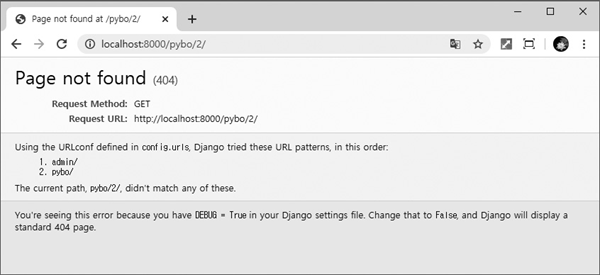 Page not found at /pybo/2/
localhost:8000/pybo/2/
Page not found (404)
Request Method: GET
Request URL: http://localhost:8000/pybo/2/
Using the URLconf defined in config.urls, Django tried these URL patterns, in this order:
1. admin/
2. pybo/
The current path, pybo/2/, didn't match any of these.
You're seeing this error because you have DEBUG = True in your Django settings file. Change that to False, and Django will display a
standard 404 page.